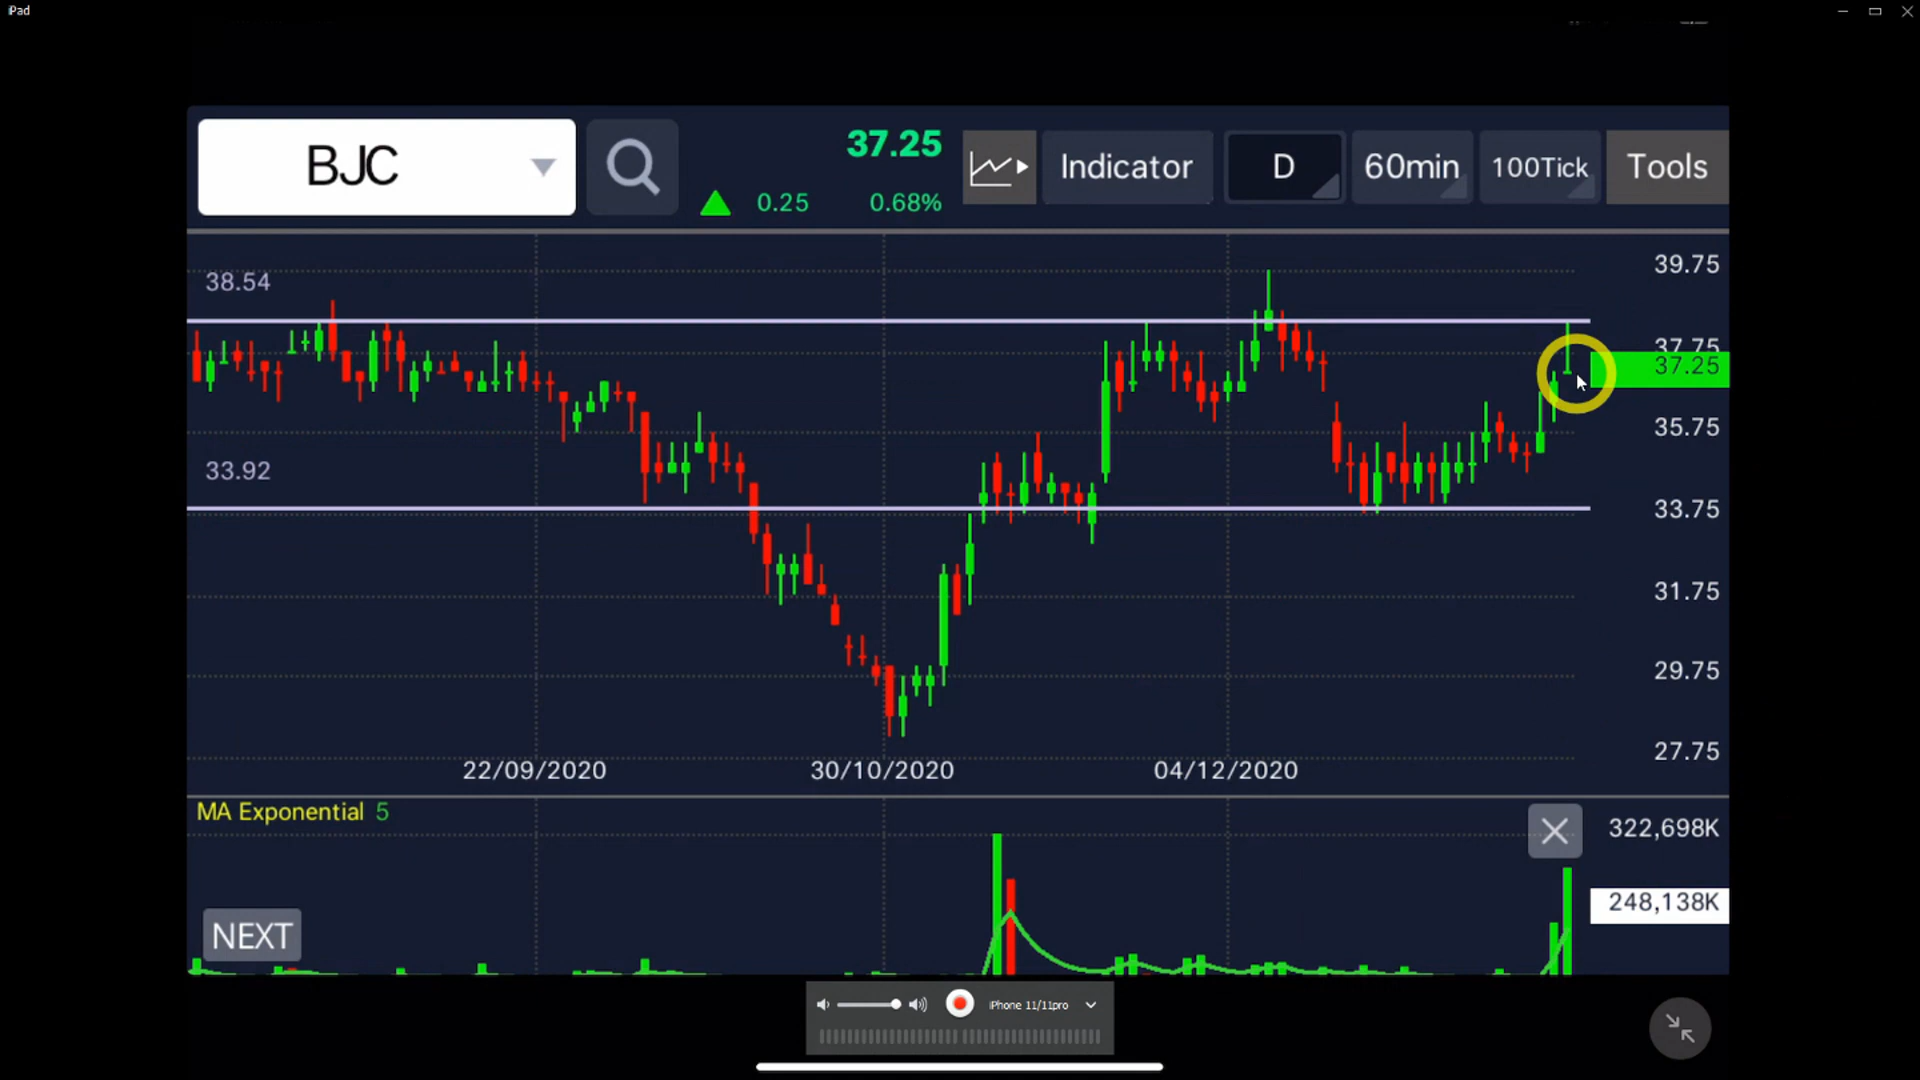 iPad
BJC
37.25
0.25 0.68%
Indicator
D
60min
100Tick
Tools
39.75
38.54
37.75
37.25
35.75
33.92
33.75
31.75
29.75
27.75
22/09/2020 30/10/2020 04/12/2020
MA Exponential 5
322,698K
248,138K
NEXT
iPhone 11/11pro